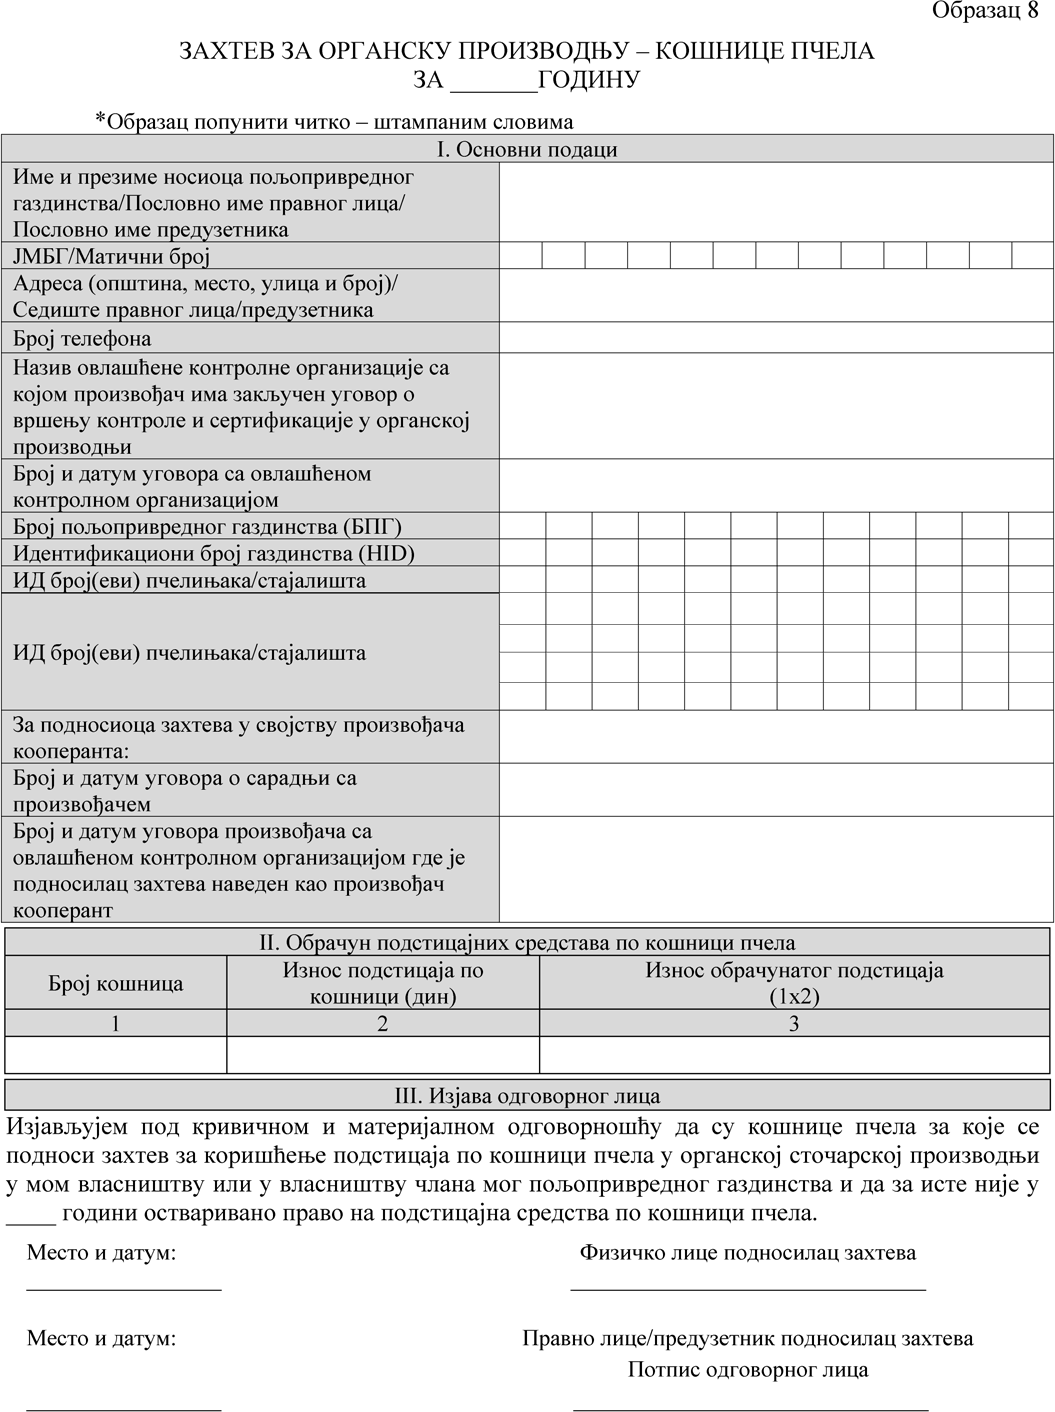 Образац 8
ЗАХТЕВ ЗА ОРГАНСКУ ПРОИЗВОДЊУ – КОШНИЦЕ ПЧЕЛА
ЗА _______ГОДИНУ
*Образац попунити читко – штампаним словима
I. Основни подаци
Име и презиме носиоца пољопривредног
газдинства/Пословно име правног лица/
Пословно име предузетника
ЈМБГ/Матични број
Адреса (општина, место, улица и број)/
Седиште правног лица/предузетника
Број телефона
Назив овлашћене контролне организације са
којом произвођач има закључен уговор о
вршењу контроле и сертификације у органској
производњи
Број и датум уговора са овлашћеном
контролном организацијом
Број пољопривредног газдинства (БПГ)
Идентификациони број газдинства (HID)
ИД број(еви) пчелињака/стајалишта
ИД број(еви) пчелињака/стајалишта
За подносиоца захтева у својству произвођача
кооперанта:
Број и датум уговора о сарадњи са
произвођачем
Број и датум уговора произвођача са
овлашћеном контролном организацијом где је
подносилац захтева наведен као произвођач
кооперант
II. Обрачун подстицајних средстава по кошници пчела
Број кошница
Износ подстицаја по
кошници (дин)
Износ обрачунатог подстицаја
(1x2)
1 2 3
III. Изјава одговорног лица
Изјављујем под кривичном и материјалном одговорношћу да су кошнице пчела за које се
подноси захтев за коришћење подстицаја по кошници пчела у органској сточарској производњи
у мом власништву или у власништву члана мог пољопривредног газдинства и да за исте није у
____ години остваривано право на подстицајна средства по кошници пчела.
Место и датум: Физичко лице подносилац захтева
Место и датум: Правно лице/предузетник подносилац захтева
Потпис одговорног лица